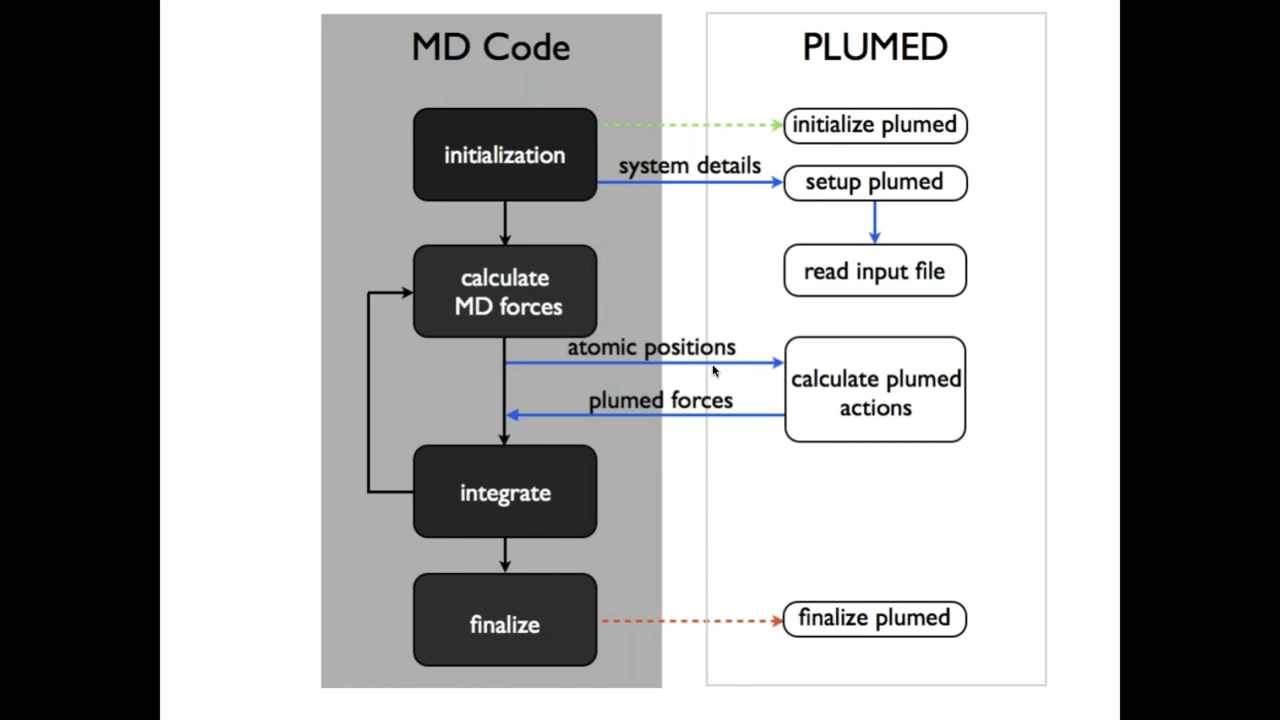 MD Code
PLUMED
initialization
initialize plumed
system details
setup plumed
calculate
MD forces
read input file
atomic positions
calculate plumed
actions
plumed forces
integrate
finalize
finalize plumed